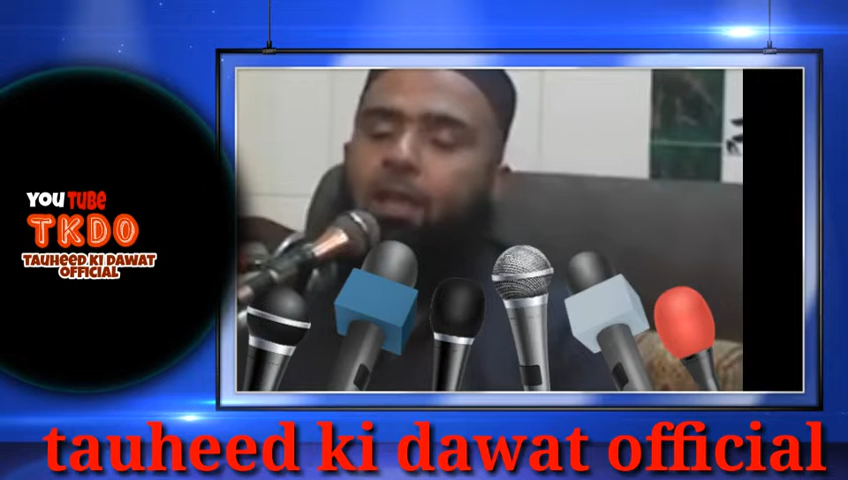 YOU TUBE
TKDO
TAUHEED KI DAWAT
OFFICIAL
tauheed ki dawat official